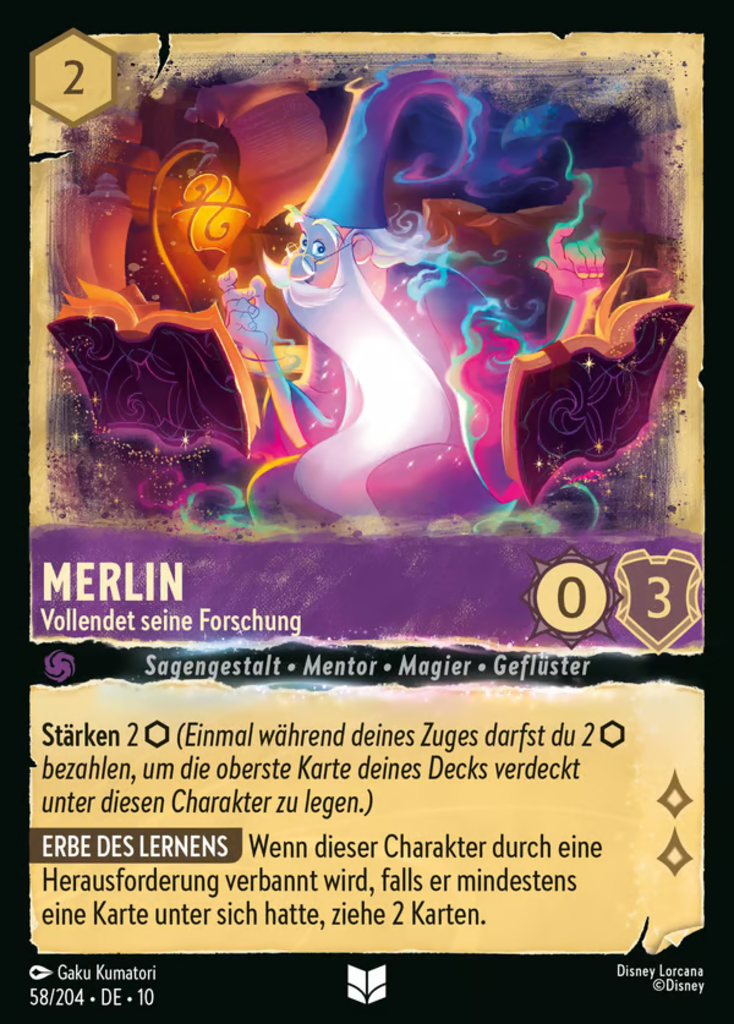 2
MERLIN
Vollendet seine Forschung
0
3
Sagengestalt • Mentor • Magier • Geflüster
Stärken 2 ⬡ (Einmal während deines Zuges darfst du 2 ⬡
bezahlen, um die oberste Karte deines Decks verdeckt
unter diesen Charakter zu legen.)
ERBE DES LERNENS Wenn dieser Charakter durch eine
Herausforderung verbannt wird, falls er mindestens
eine Karte unter sich hatte, ziehe 2 Karten.
Gaku Kumatori
58/204 • DE • 10
Disney Lorcana
©Disney